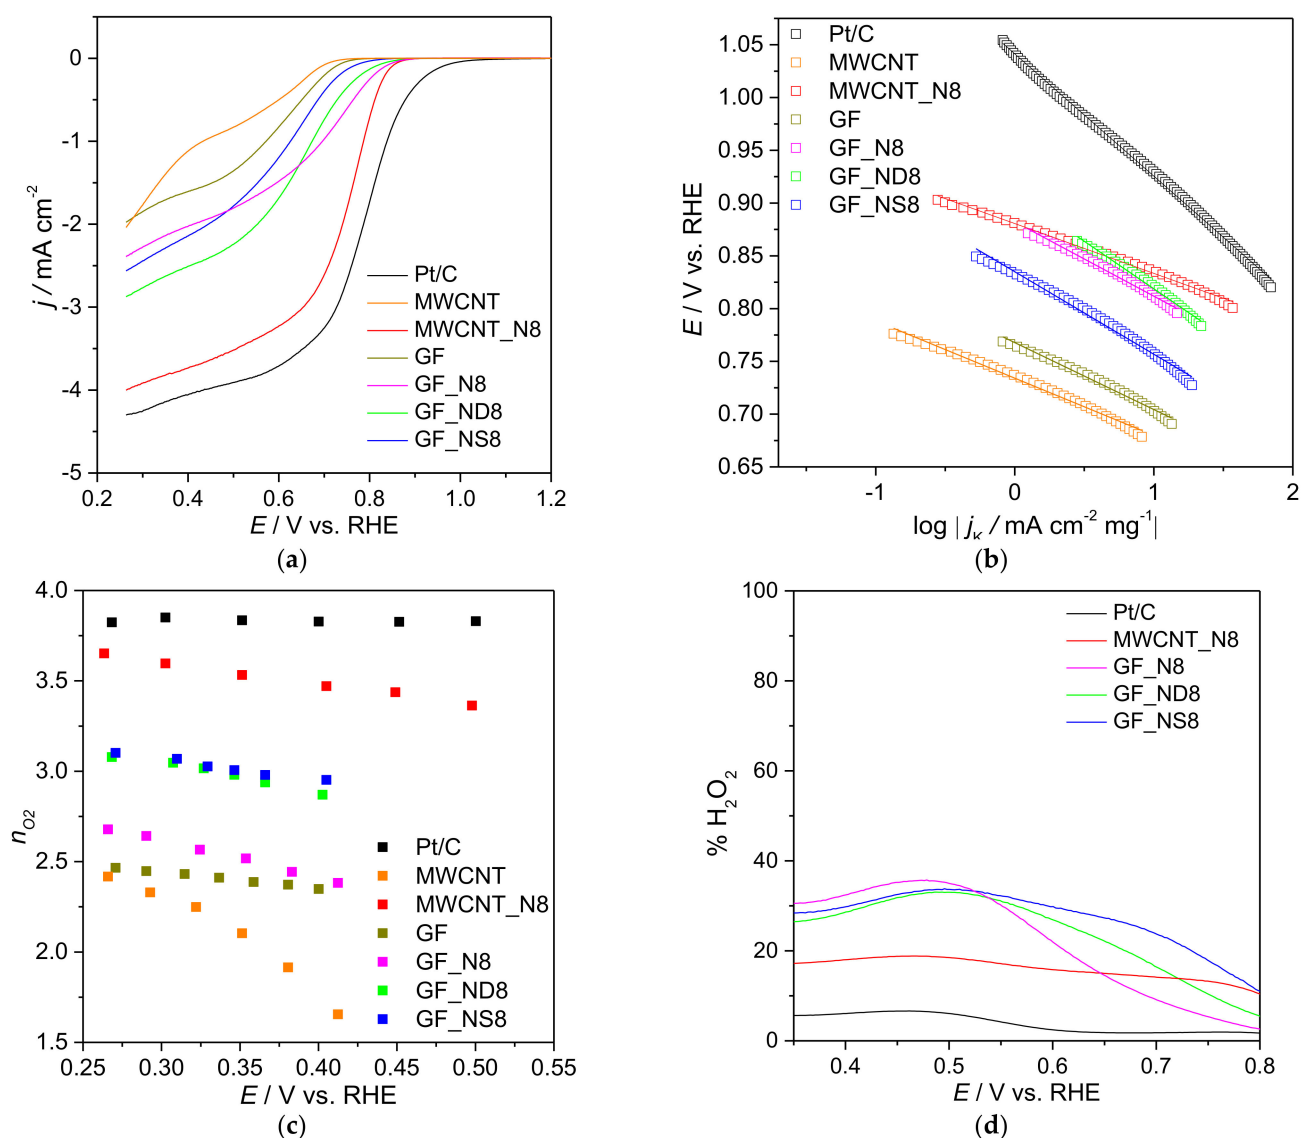 0
-1
-2
-3
-4
-5
0.2
0.4
0.6
0.8
1.0
1.2
j / mA cm-2
E / V vs. RHE
Pt/C
MWCNT
MWCNT_N8
GF
GF_N8
GF_ND8
GF_NS8
(a)
1.05
1.00
0.95
0.90
0.85
0.80
0.75
0.70
0.65
-1
0
1
2
E / V vs. RHE
log | jK / mA cm-2 mg-1|
Pt/C
MWCNT
MWCNT_N8
GF
GF_N8
GF_ND8
GF_NS8
(b)
4.0
3.5
3.0
2.5
2.0
1.5
0.25
0.30
0.35
0.40
0.45
0.50
0.55
nO2
E / V vs. RHE
Pt/C
MWCNT
MWCNT_N8
GF
GF_N8
GF_ND8
GF_NS8
(c)
100
80
60
40
20
0
0.4
0.5
0.6
0.7
0.8
% H2O2
E / V vs. RHE
Pt/C
MWCNT_N8
GF_N8
GF_ND8
GF_NS8
(d)